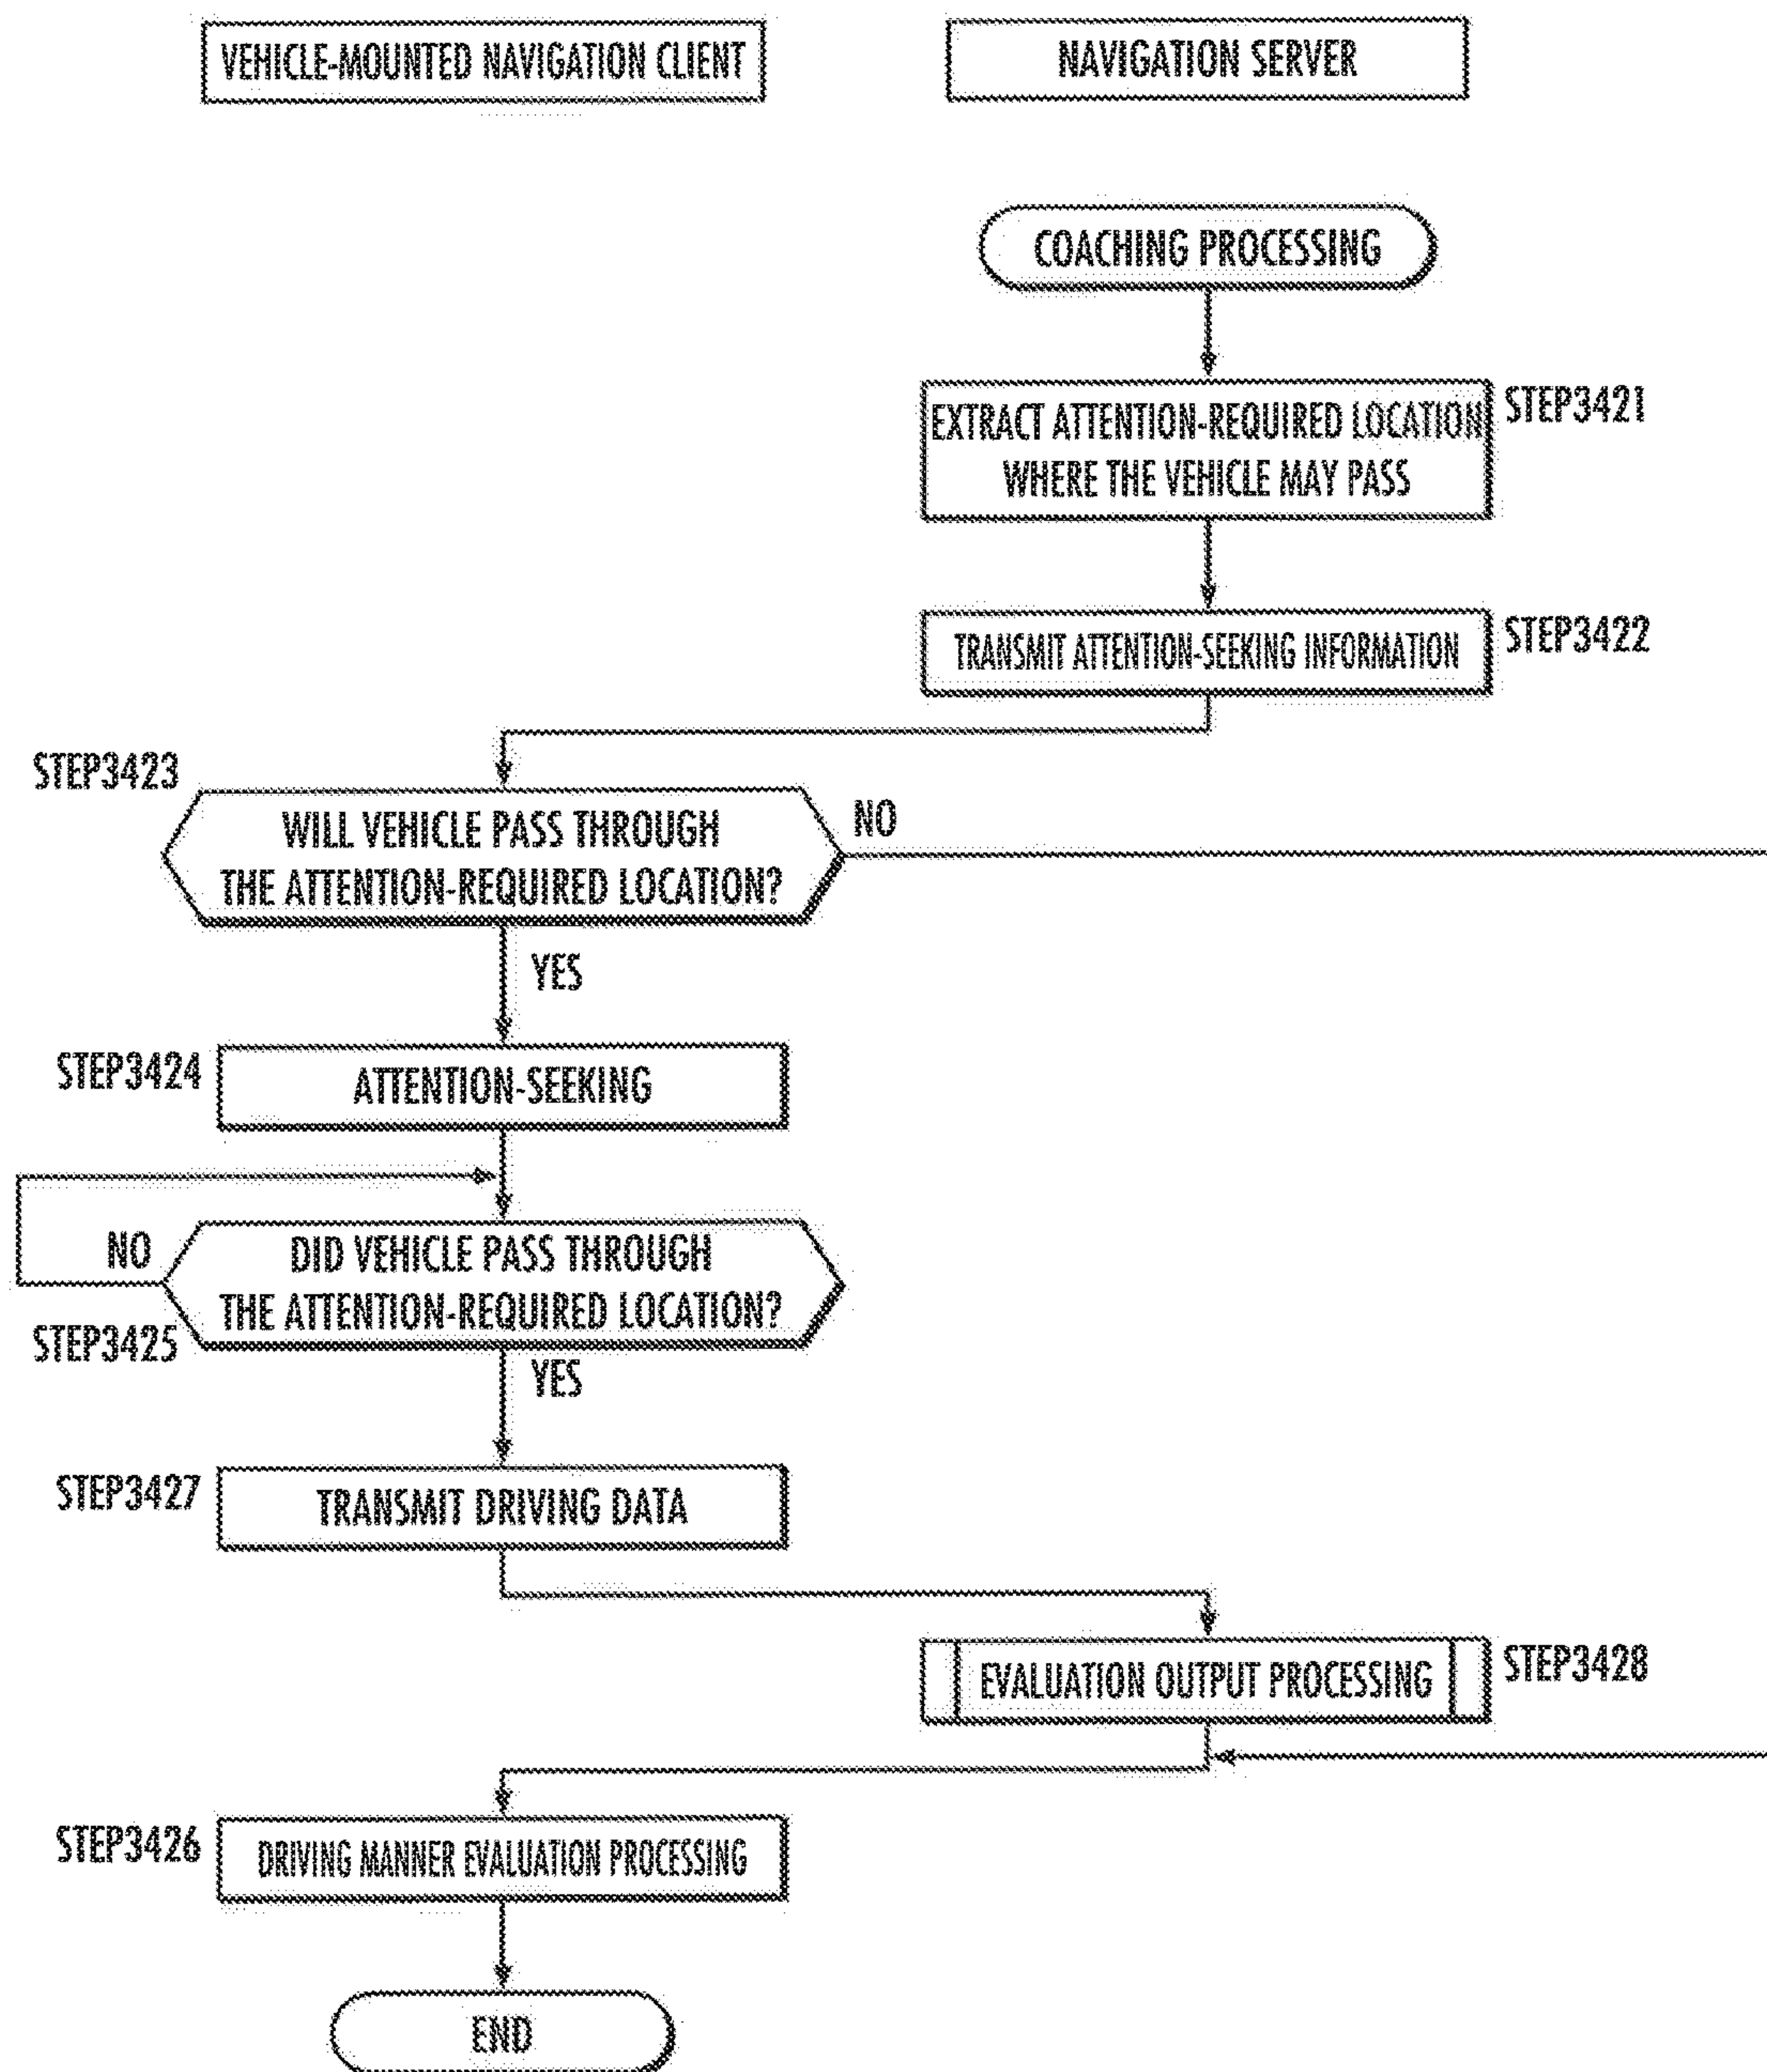 VEHICLE-MOUNTED NAVIGATION CLIENT
NAVIGATION SERVER
COACHING PROCESSING
EXTRACT ATTENTION-REQUIRED LOCATION
WHERE THE VEHICLE MAY PASS
STEP3421
TRANSMIT ATTENTION-SEEKING INFORMATION
STEP3422
STEP3423
WILL VEHICLE PASS THROUGH
THE ATTENTION-REQUIRED LOCATION?
NO
YES
STEP3424
ATTENTION-SEEKING
NO
DID VEHICLE PASS THROUGH
THE ATTENTION-REQUIRED LOCATION?
STEP3425
YES
STEP3427
TRANSMIT DRIVING DATA
EVALUATION OUTPUT PROCESSING
STEP3428
STEP3426
DRIVING MANNER EVALUATION PROCESSING
END